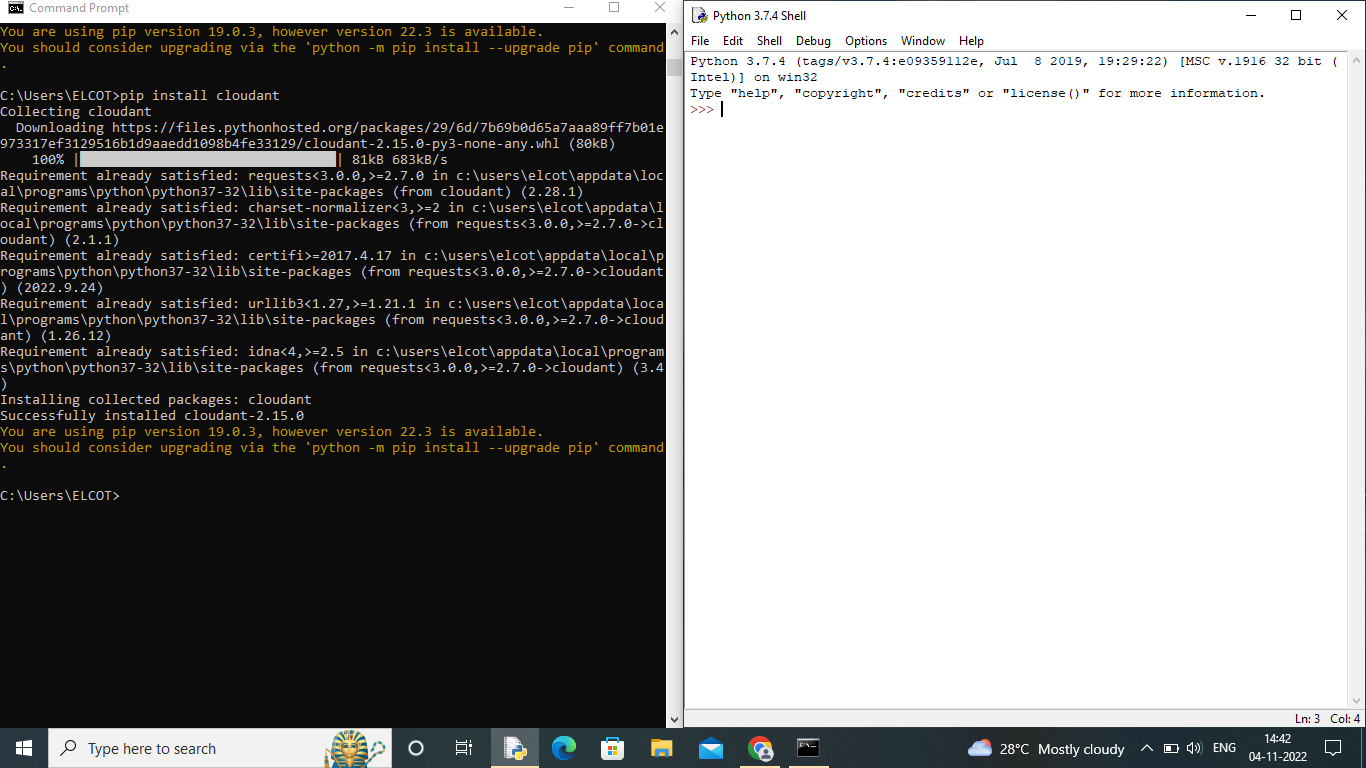 Command Prompt
You are using pip version 19.0.3, however version 22.3 is available.
You should consider upgrading via the 'python -m pip install --upgrade pip' command
.
C:\Users\ELCOT>pip install cloudant
Collecting cloudant
  Downloading https://files.pythonhosted.org/packages/29/6d/7b69b0d65a7aaa89ff7b01e
973317ef3129516b1d9aaedd1098b4fe33129/cloudant-2.15.0-py3-none-any.whl (80kB)
    100% |████████████████████████████████| 81kB 683kB/s
Requirement already satisfied: requests<3.0.0,>=2.7.0 in c:\users\elcot\appdata\loc
al\programs\python\python37-32\lib\site-packages (from cloudant) (2.28.1)
Requirement already satisfied: charset-normalizer<3,>=2 in c:\users\elcot\appdata\l
ocal\programs\python\python37-32\lib\site-packages (from requests<3.0.0,>=2.7.0->cl
oudant) (2.1.1)
Requirement already satisfied: certifi>=2017.4.17 in c:\users\elcot\appdata\local\p
rograms\python\python37-32\lib\site-packages (from requests<3.0.0,>=2.7.0->cloudant
) (2022.9.24)
Requirement already satisfied: urllib3<1.27,>=1.21.1 in c:\users\elcot\appdata\loca
l\programs\python\python37-32\lib\site-packages (from requests<3.0.0,>=2.7.0->cloud
ant) (1.26.12)
Requirement already satisfied: idna<4,>=2.5 in c:\users\elcot\appdata\local\program
s\python\python37-32\lib\site-packages (from requests<3.0.0,>=2.7.0->cloudant) (3.4
)
Installing collected packages: cloudant
Successfully installed cloudant-2.15.0
You are using pip version 19.0.3, however version 22.3 is available.
You should consider upgrading via the 'python -m pip install --upgrade pip' command
.
C:\Users\ELCOT>
Python 3.7.4 Shell
File Edit Shell Debug Options Window Help
Python 3.7.4 (tags/v3.7.4:e09359112e, Jul  8 2019, 19:29:22) [MSC v.1916 32 bit (
Intel)] on win32
Type "help", "copyright", "credits" or "license()" for more information.
>>>
Ln: 3 Col: 4
Type here to search
28°C Mostly cloudy
ENG
14:42
04-11-2022